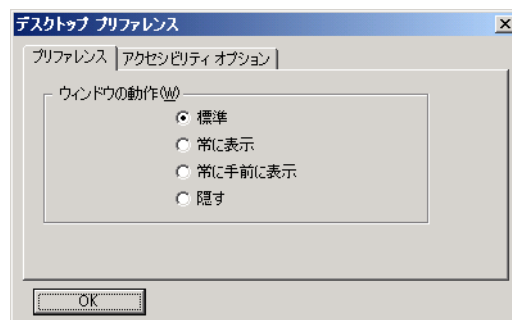 デスクトップ プリファレンス
プリファレンス アクセシビリティ オプション
ウィンドウの動作(W)
標準
常に表示
常に手前に表示
隠す
OK